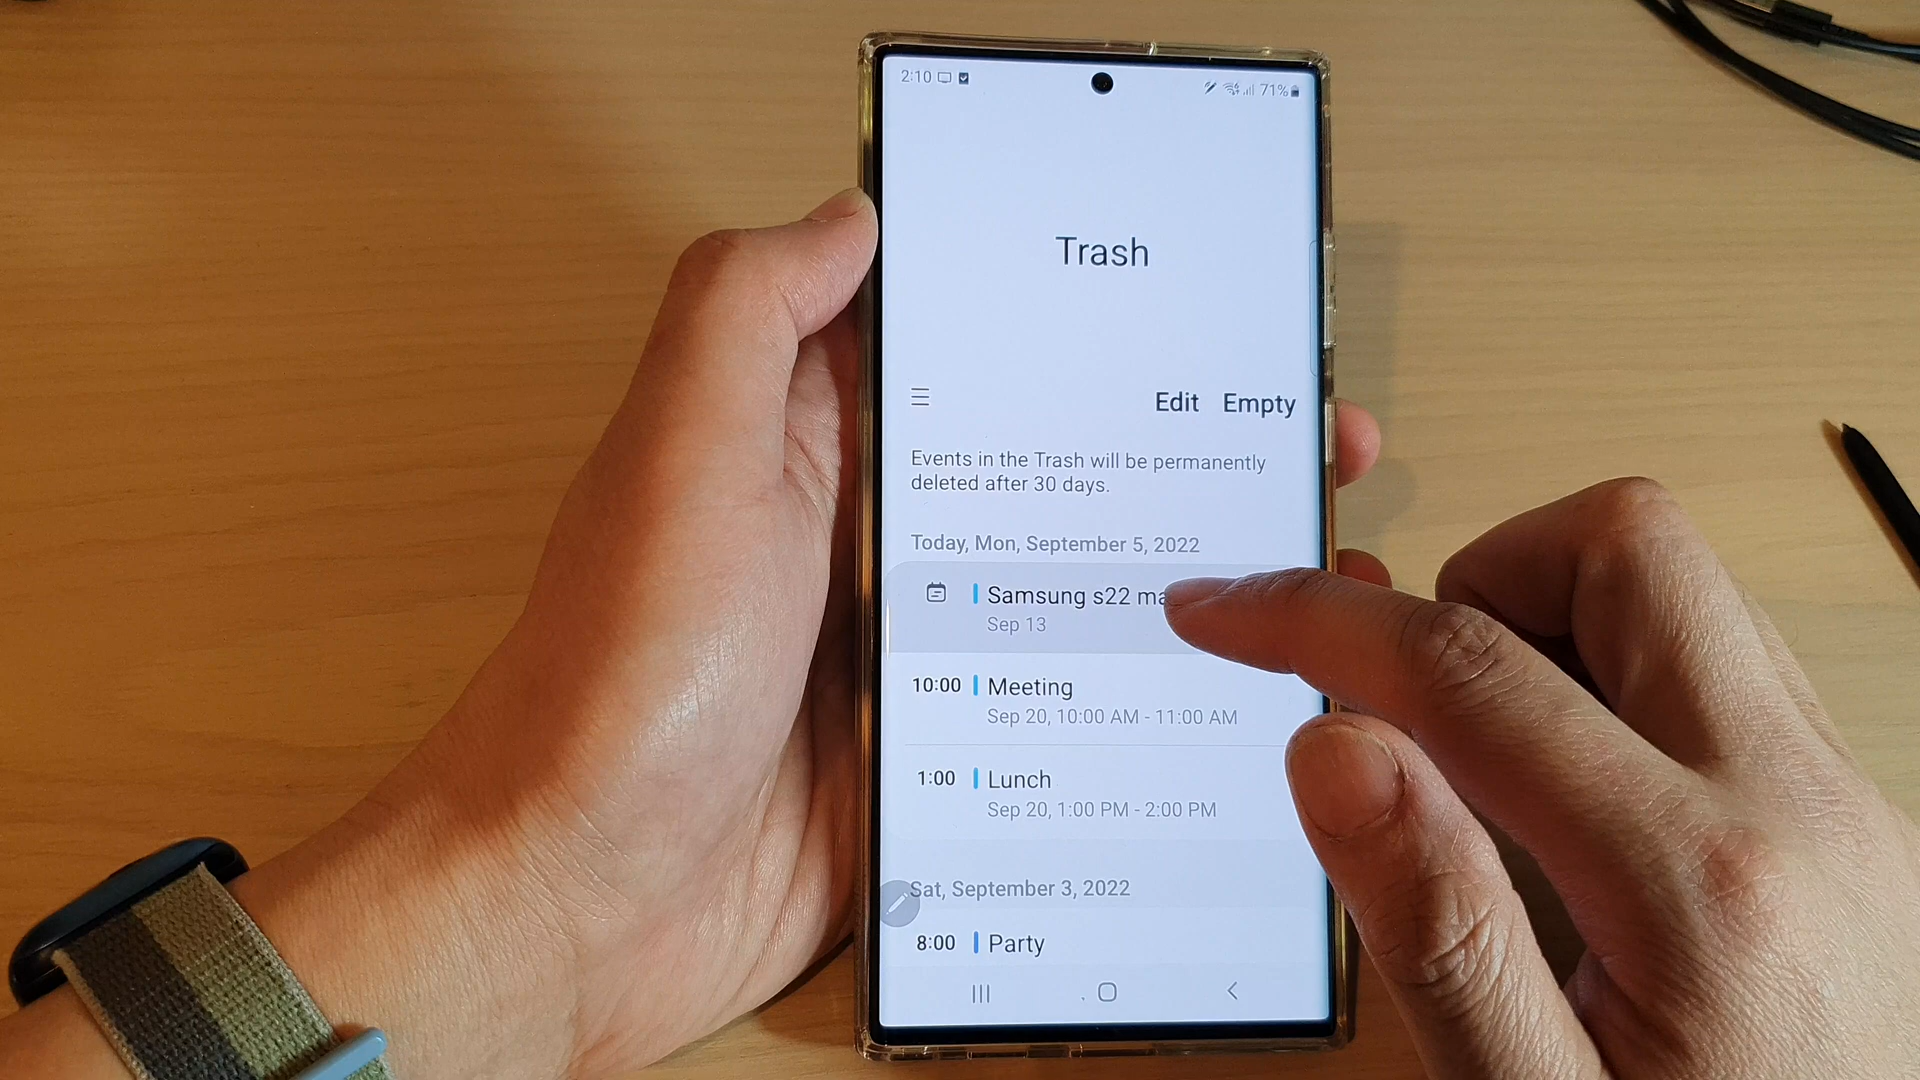 2:10
71%
Trash
Edit Empty
Events in the Trash will be permanently
deleted after 30 days.
Today, Mon, September 5, 2022
Samsung s22
Sep 13
10:00 Meeting
Sep 20, 10:00 AM - 11:00 AM
1:00 Lunch
Sep 20, 1:00 PM - 2:00 PM
Sat, September 3, 2022
8:00 Party